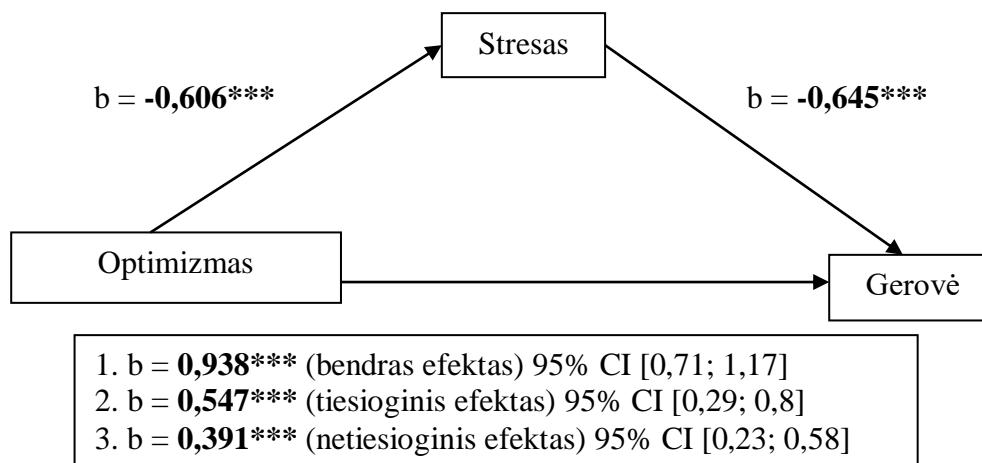 Stresas
b = -0,606***
b = -0,645***
Optimizmas
Gerovė
1. b = 0,938*** (bendras efektas) 95% CI [0,71; 1,17]
2. b = 0,547*** (tiesioginis efektas) 95% CI [0,29; 0,8]
3. b = 0,391*** (netiesioginis efektas) 95% CI [0,23; 0,58]